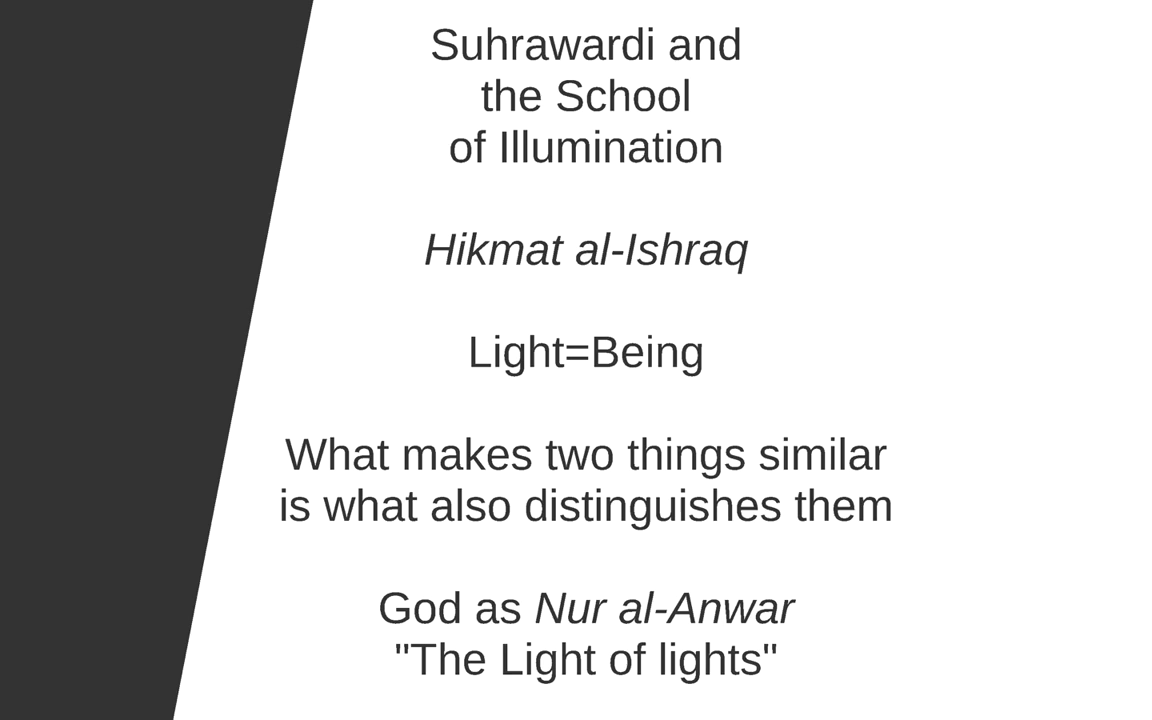 Suhrawardi and
the School
of Illumination
Hikmat al-Ishraq
Light=Being
What makes two things similar
is what also distinguishes them
God as Nur al-Anwar
"The Light of lights"